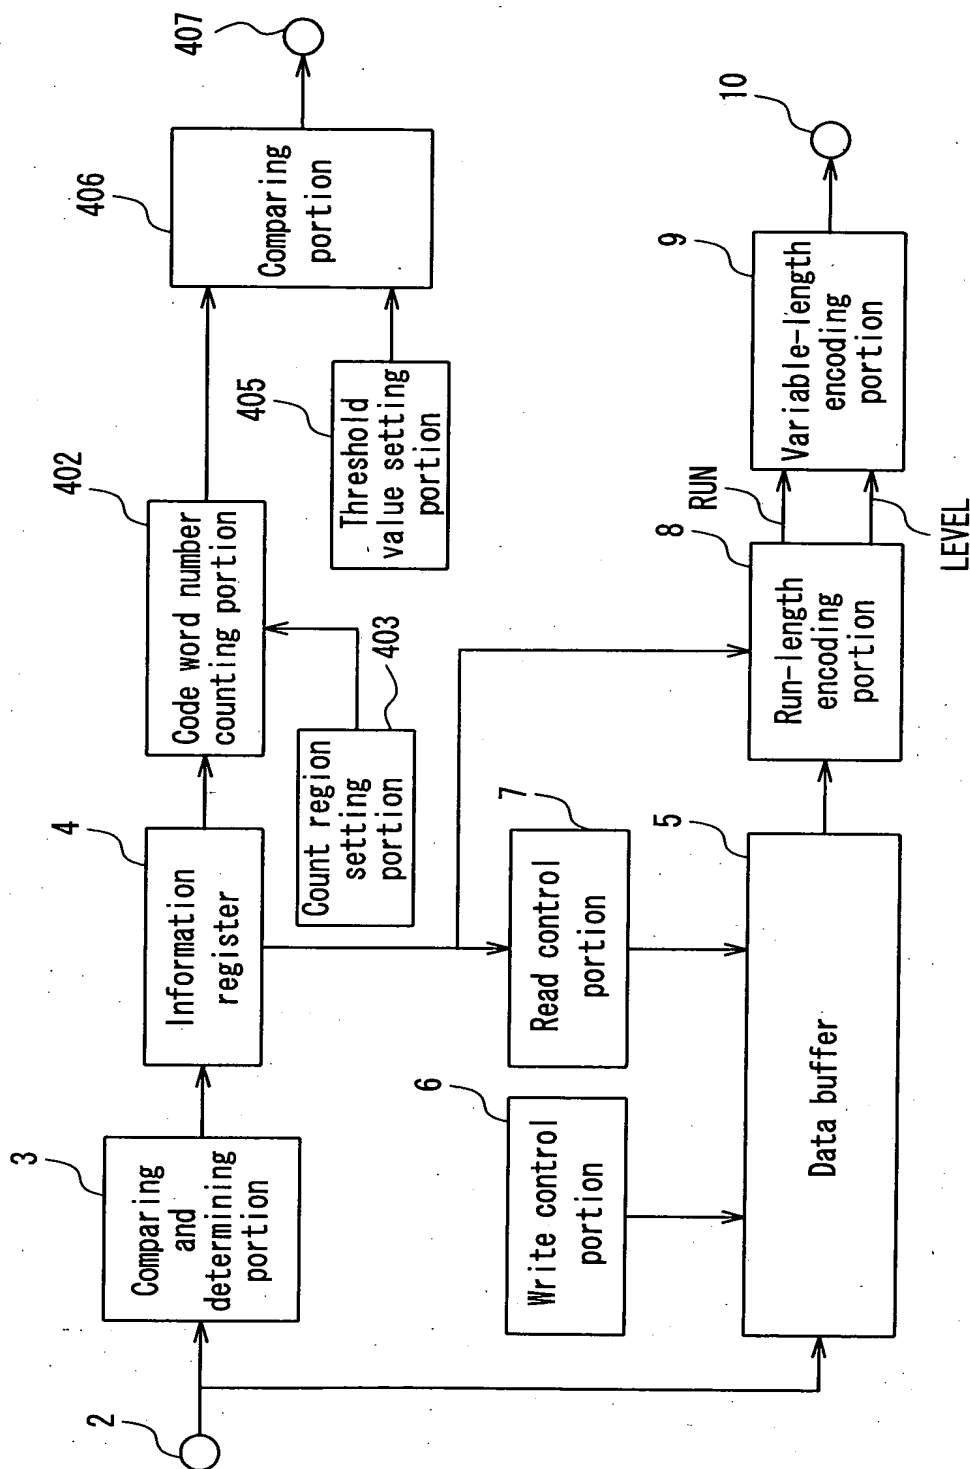 2
3
Comparing
and
determining
portion
4
Information
register
402
Code word number
counting portion
Count region
setting
portion
403
405
Threshold
value setting
portion
406
Comparing
portion
407
6
Write control
portion
7
Read control
portion
5
Data buffer
8
Run-length
encoding
portion
RUN
LEVEL
9
Variable-length
encoding
portion
10